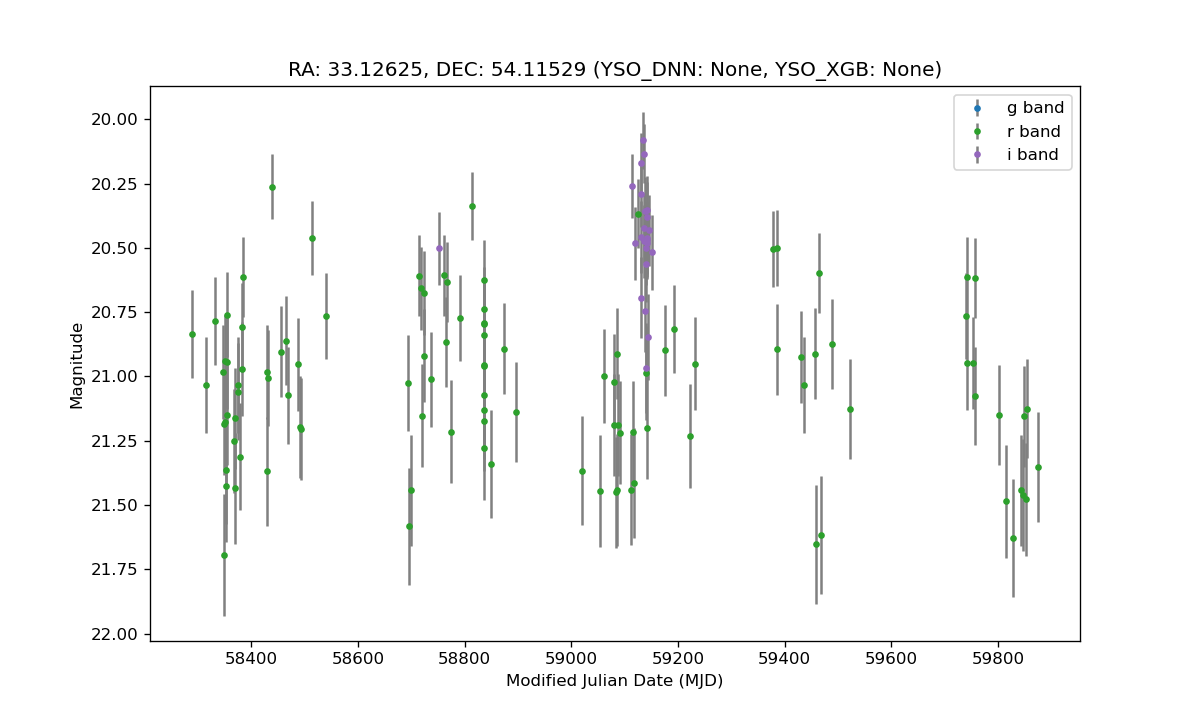 RA: 33.12625, DEC: 54.11529 (YSO_DNN: None, YSO_XGB: None)
g band
r band
i band
20.00
20.25
20.50
20.75
21.00
21.25
21.50
21.75
22.00
Magnitude
58400 58600 58800 59000 59200 59400 59600 59800
Modified Julian Date (MJD)